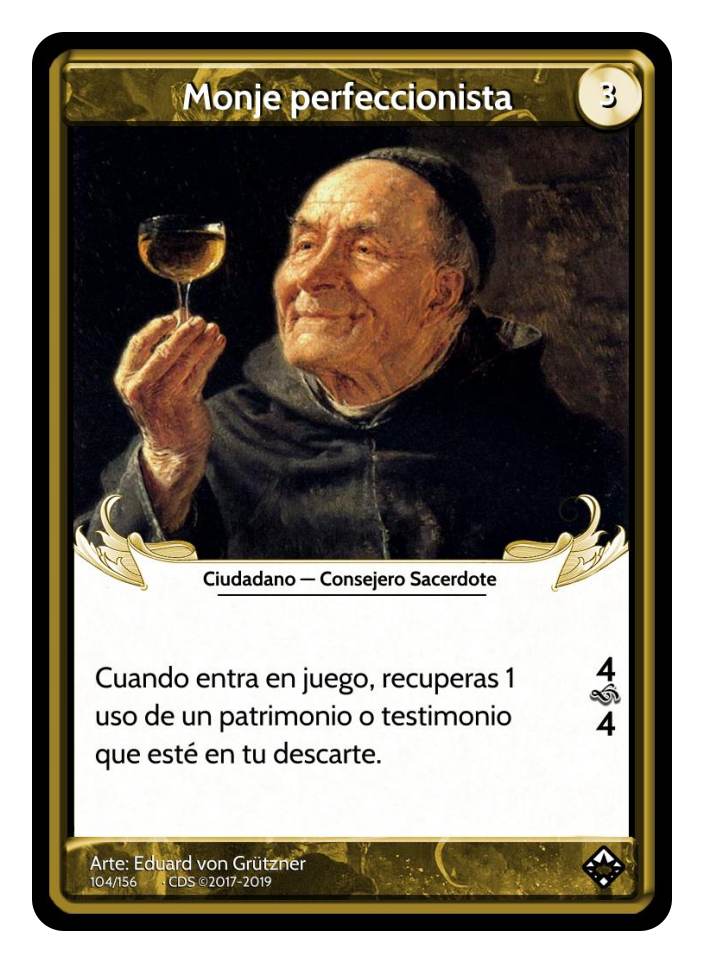 Monje perfeccionista
3
Ciudadano — Consejero Sacerdote
Cuando entra en juego, recuperas 1
uso de un patrimonio o testimonio
que esté en tu descarte.
4
4
Arte: Eduard von Grützner
104/156 · CDS ©2017-2019